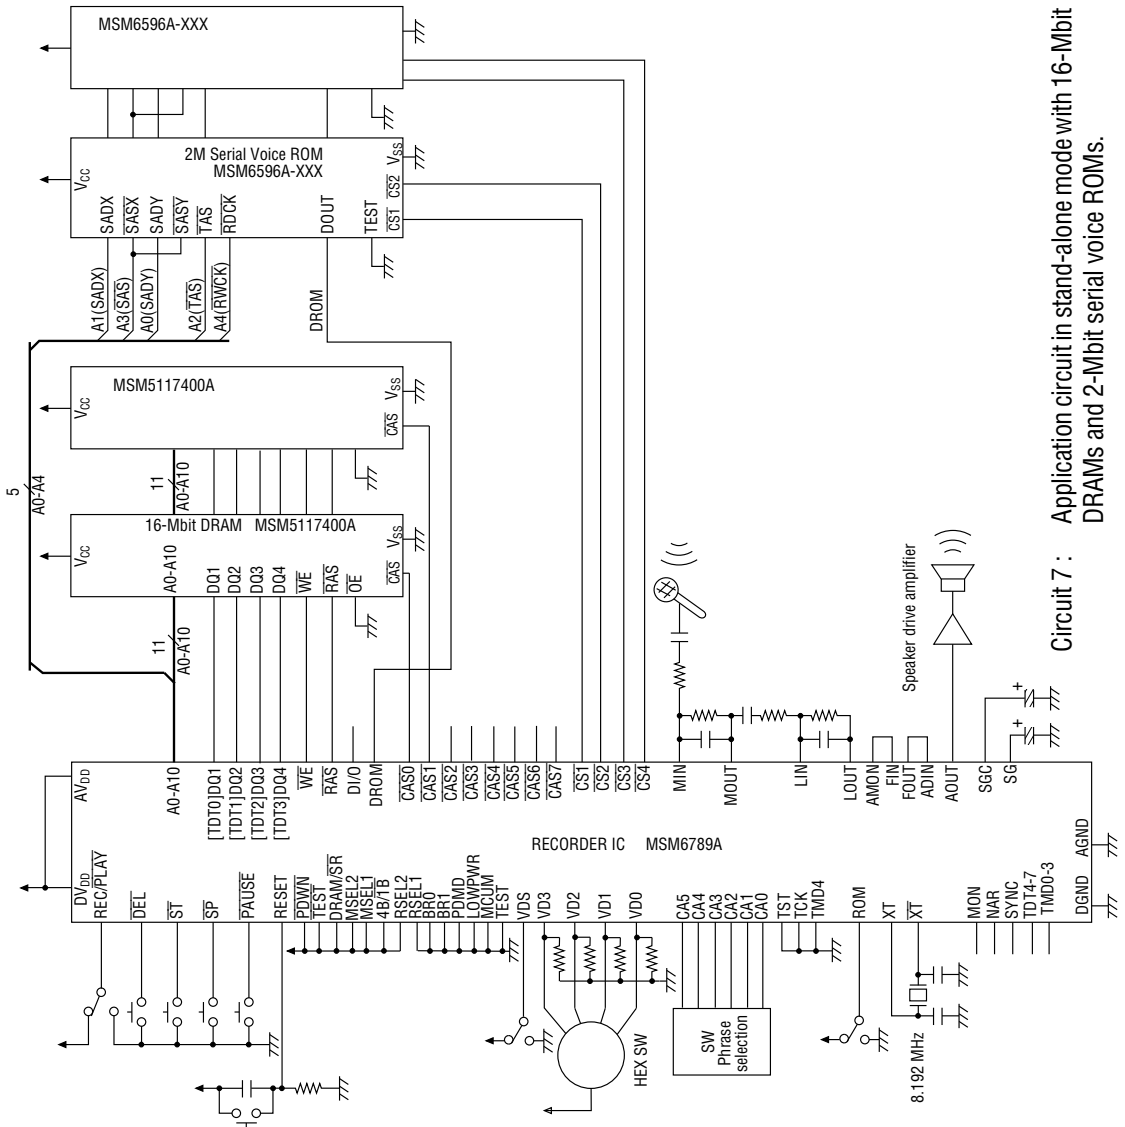 MSM6596A-XXX
2M Serial Voice ROM
MSM6596A-XXX
VCC
VSS
SADX
SASX
SADY
SASY
TAS
RDCK
DOUT
TEST
CS1
CS2
A1(SADX)
A3(SAS)
A0(SADY)
A2(TAS)
A4(RWCK)
DROM
MSM5117400A
VCC
VSS
CAS
5
A0-A4
11
A0-A10
16-Mbit DRAM MSM5117400A
VCC
A0-A10
DQ1
DQ2
DQ3
DQ4
WE
RAS
OE
CAS
VSS
11
A0-A10
AVDD
A0-A10
[TDT0]DQ1
[TDT1]DQ2
[TDT2]DQ3
[TDT3]DQ4
WE
RAS
DI/O
DROM
CAS0
CAS1
CAS2
CAS3
CAS4
CAS5
CAS6
CAS7
CS1
CS2
CS3
CS4
MIN
MOUT
LIN
LOUT
AMON
FIN
FOUT
ADIN
AOUT
SGC
SG
Speaker drive amplifier
+
+
RECORDER IC MSM6789A
DVDD
REC/PLAY
DEL
ST
SP
PAUSE
RESET
PDWN
TEST
DRAM/SR
MSEL2
MSEL1
4B/1B
RSEL2
RSEL1
BR0
BR1
PDMD
LOWPWR
MCUM
TEST
VDS
VD3
VD2
VD1
VD0
CA5
CA4
CA3
CA2
CA1
CA0
TST
TCK
TMD4
ROM
XT
XT
MON
NAR
SYNC
TDT4-7
TMD0-3
DGND
AGND
HEX SW
SW
Phrase
selection
8.192 MHz
Circuit 7 : Application circuit in stand-alone mode with 16-Mbit
DRAMs and 2-Mbit serial voice ROMs.